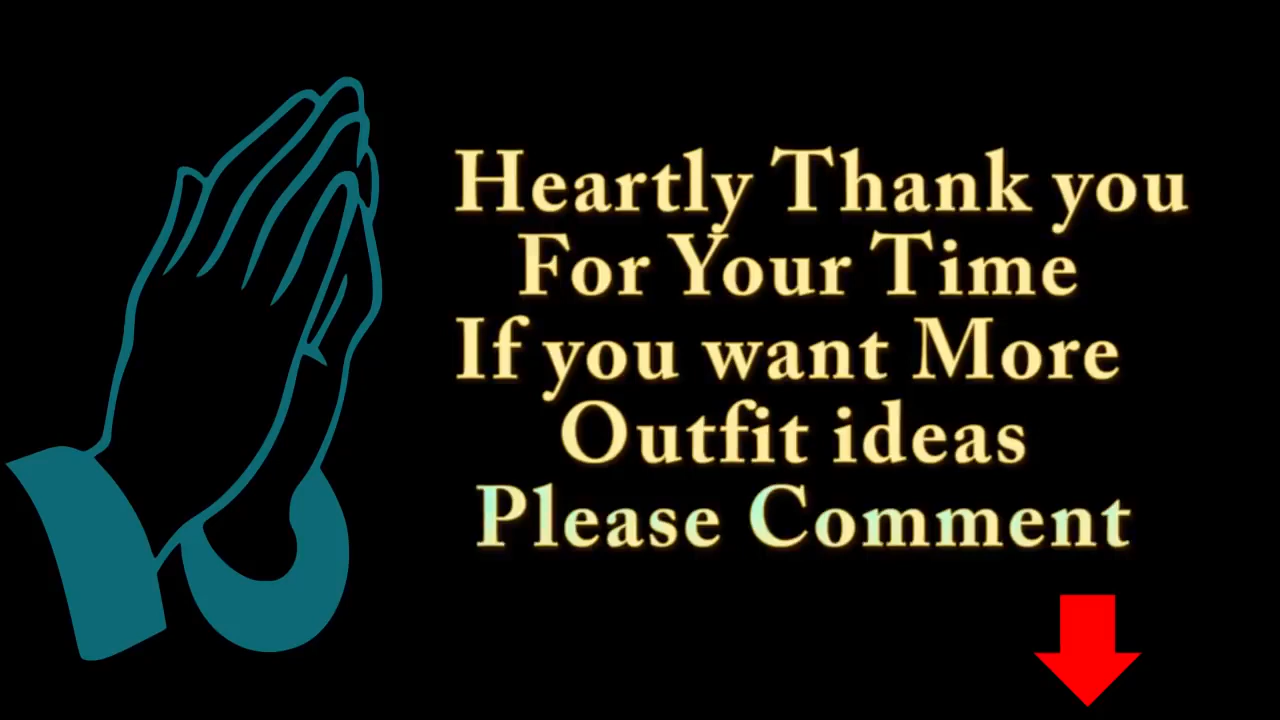 Heartly Thank you
For Your Time
If you want More
Outfit ideas
Please Comment